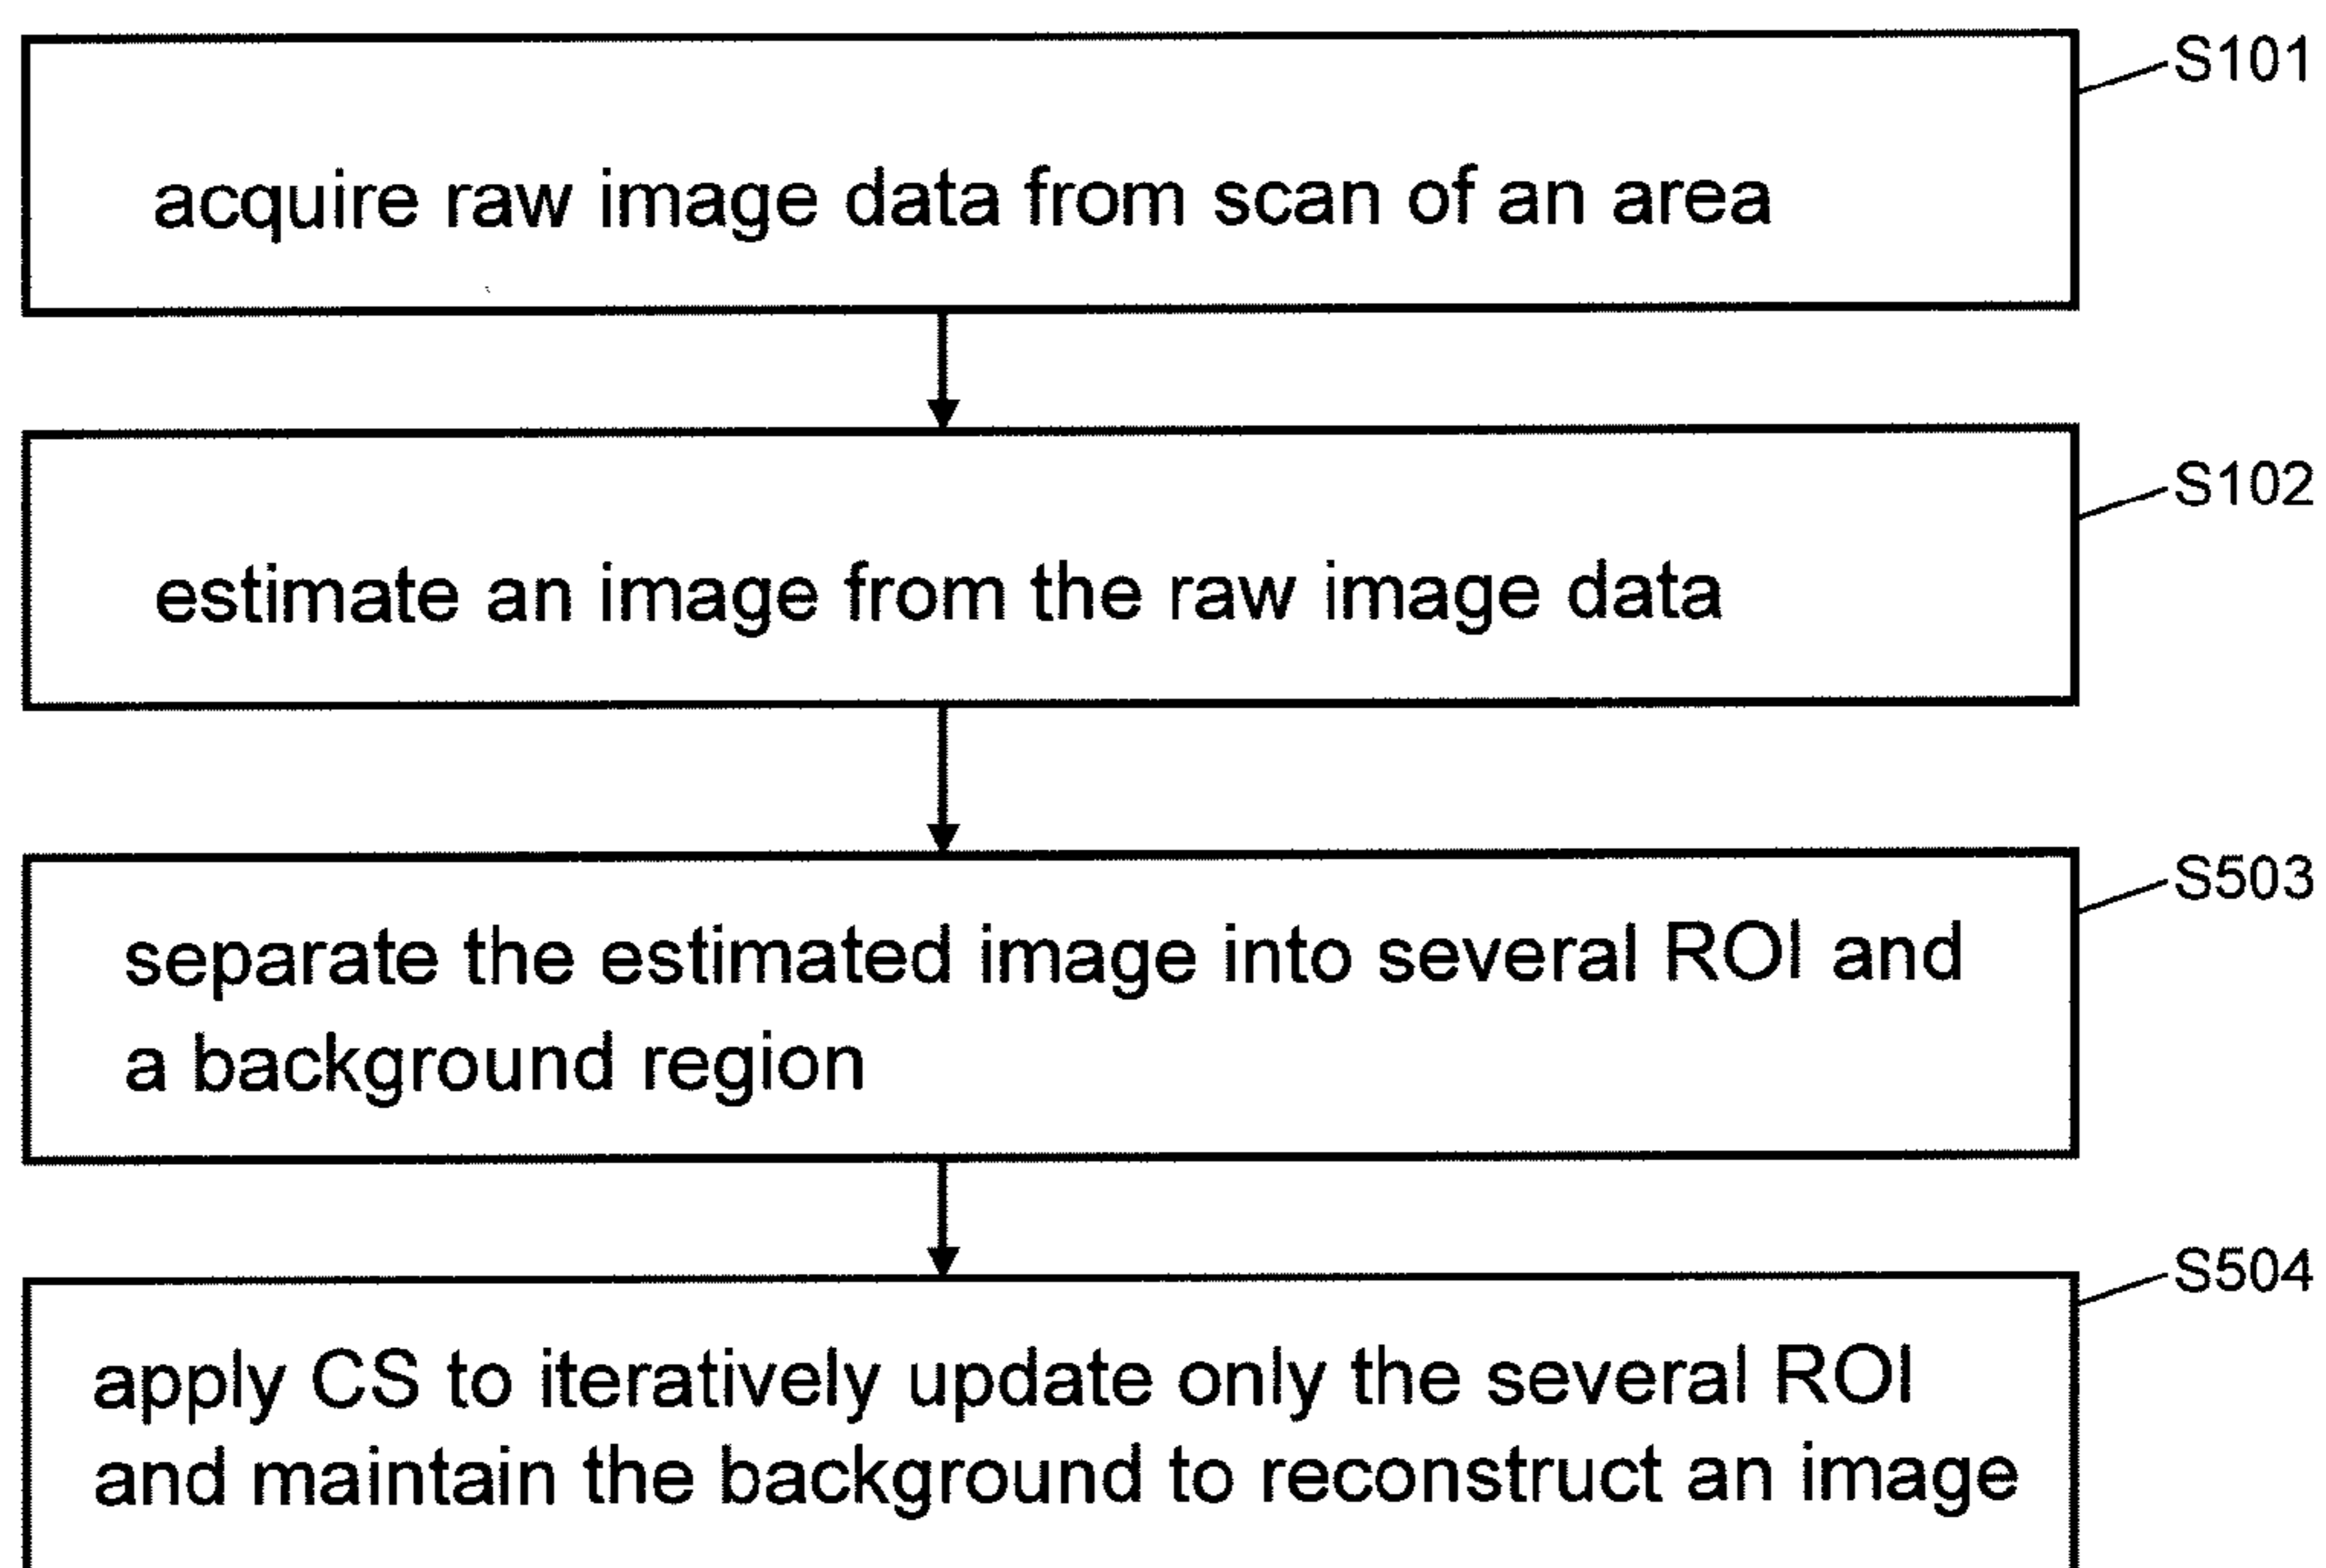 S101
acquire raw image data from scan of an area
S102
estimate an image from the raw image data
S503
separate the estimated image into several ROI and
a background region
S504
apply CS to iteratively update only the several ROI
and maintain the background to reconstruct an image